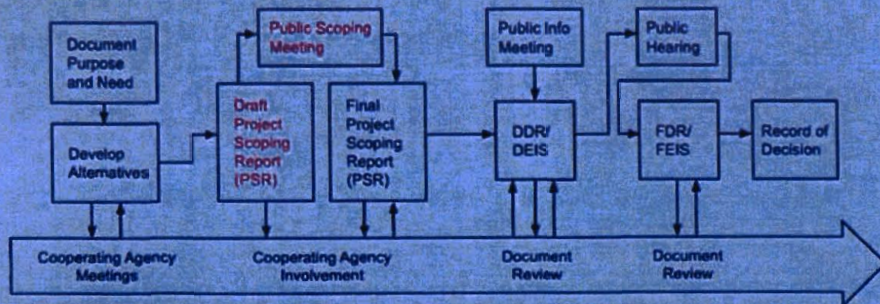 Document
Purpose
and Need
Develop
Alternatives
Public Scoping
Meeting
Draft
Project
Scoping
Report
(PSR)
Final
Project
Scoping
Report
(PSR)
Public Info
Meeting
DDR/
DEIS
Public
Hearing
FDR/
FEIS
Record of
Decision
Cooperating Agency
Meetings
Cooperating Agency
Involvement
Document
Review
Document
Review